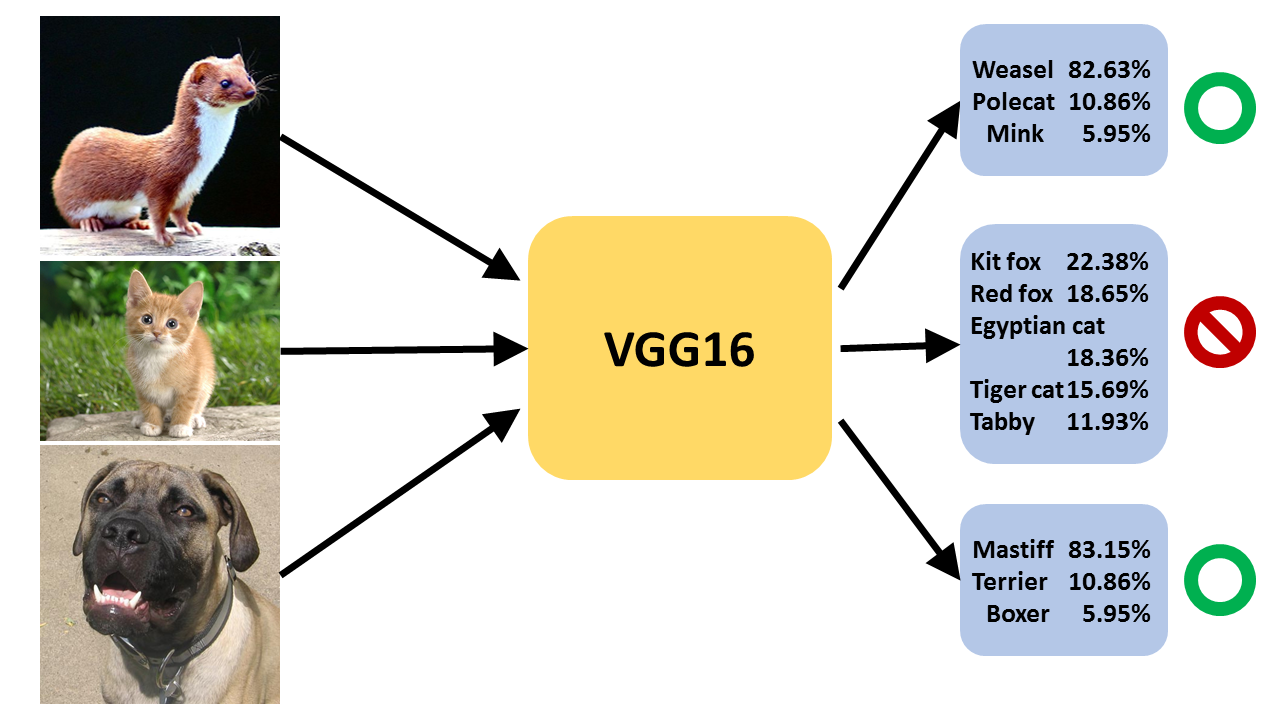 VGG16
Weasel 82.63%
Polecat 10.86%
Mink 5.95%
Kit fox 22.38%
Red fox 18.65%
Egyptian cat
18.36%
Tiger cat 15.69%
Tabby 11.93%
Mastiff 83.15%
Terrier 10.86%
Boxer 5.95%